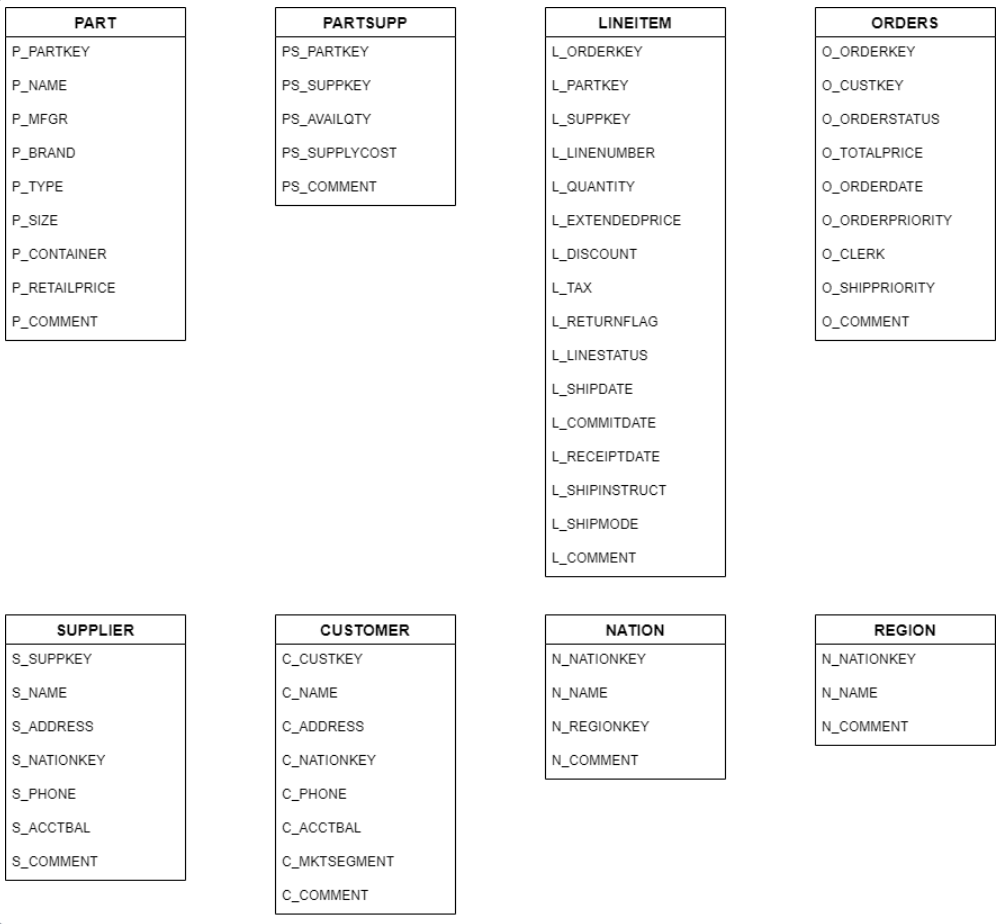 PART
P_PARTKEY
P_NAME
P_MFGR
P_BRAND
P_TYPE
P_SIZE
P_CONTAINER
P_RETAILPRICE
P_COMMENT
PARTSUPP
PS_PARTKEY
PS_SUPPKEY
PS_AVAILQTY
PS_SUPPLYCOST
PS_COMMENT
LINEITEM
L_ORDERKEY
L_PARTKEY
L_SUPPKEY
L_LINENUMBER
L_QUANTITY
L_EXTENDEDPRICE
L_DISCOUNT
L_TAX
L_RETURNFLAG
L_LINESTATUS
L_SHIPDATE
L_COMMITDATE
L_RECEIPTDATE
L_SHIPINSTRUCT
L_SHIPMODE
L_COMMENT
ORDERS
O_ORDERKEY
O_CUSTKEY
O_ORDERSTATUS
O_TOTALPRICE
O_ORDERDATE
O_ORDERPRIORITY
O_CLERK
O_SHIPPRIORITY
O_COMMENT
SUPPLIER
S_SUPPKEY
S_NAME
S_ADDRESS
S_NATIONKEY
S_PHONE
S_ACCTBAL
S_COMMENT
CUSTOMER
C_CUSTKEY
C_NAME
C_ADDRESS
C_NATIONKEY
C_PHONE
C_ACCTBAL
C_MKTSEGMENT
C_COMMENT
NATION
N_NATIONKEY
N_NAME
N_REGIONKEY
N_COMMENT
REGION
N_NATIONKEY
N_NAME
N_COMMENT